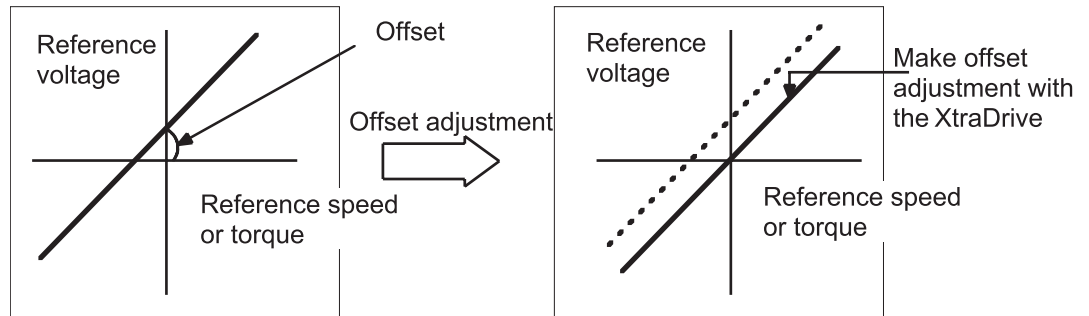 Reference
voltage
Offset
Reference speed
or torque
Offset adjustment
Reference
voltage
Make offset
adjustment with
the XtraDrive
Reference speed
or torque